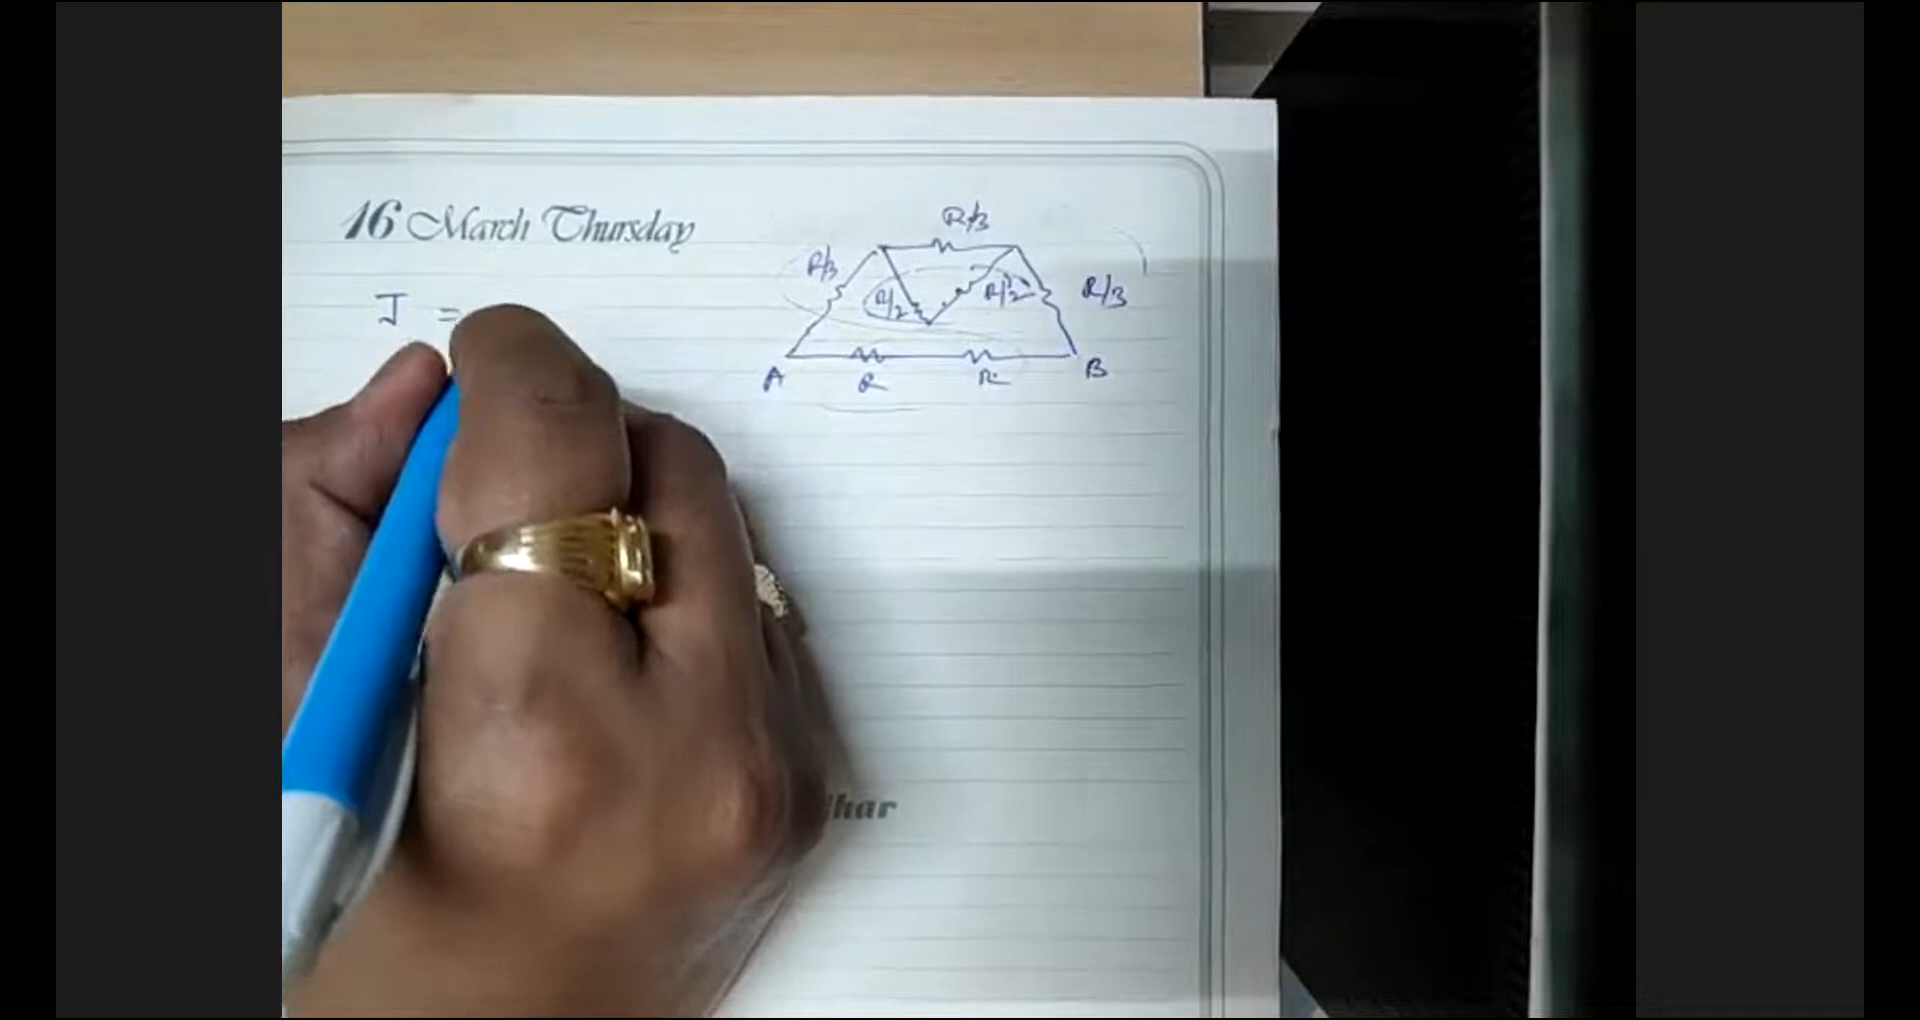 16 March Thursday
R/3
R/3
R/2
R/2
R/3
J =
A
R
R
B
har